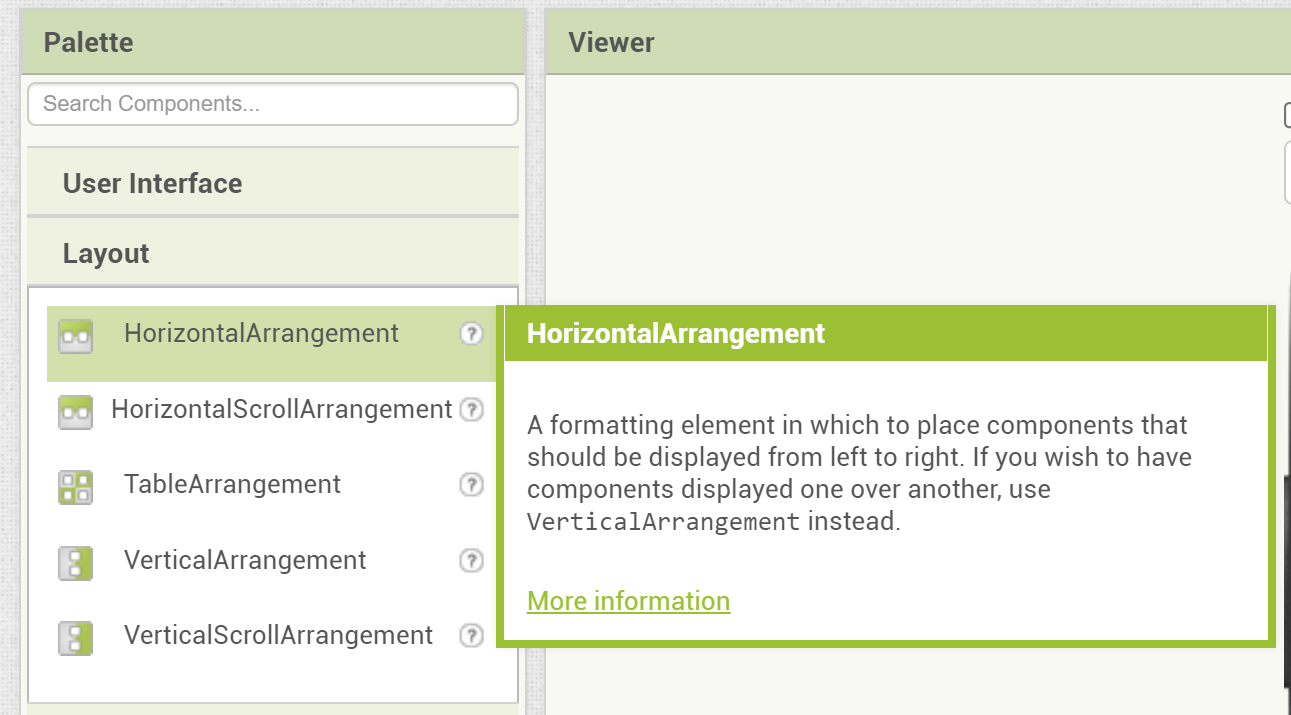 Palette
Viewer
Search Components...
User Interface
Layout
HorizontalArrangement ?
HorizontalScrollArrangement ?
TableArrangement ?
VerticalArrangement ?
VerticalScrollArrangement ?
HorizontalArrangement
A formatting element in which to place components that
should be displayed from left to right. If you wish to have
components displayed one over another, use
VerticalArrangement instead.
More information